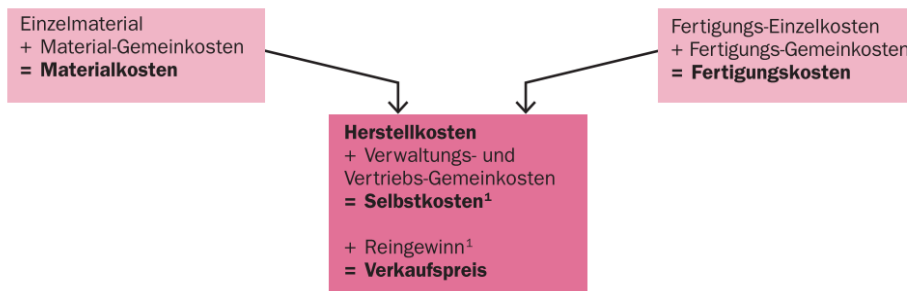 Einzelmaterial
+ Material-Gemeinkosten
= Materialkosten
Fertigungs-Einzelkosten
+ Fertigungs-Gemeinkosten
= Fertigungskosten
Herstellkosten
+ Verwaltungs- und
Vertriebs-Gemeinkosten
= Selbstkosten¹
+ Reingewinn¹
= Verkaufspreis